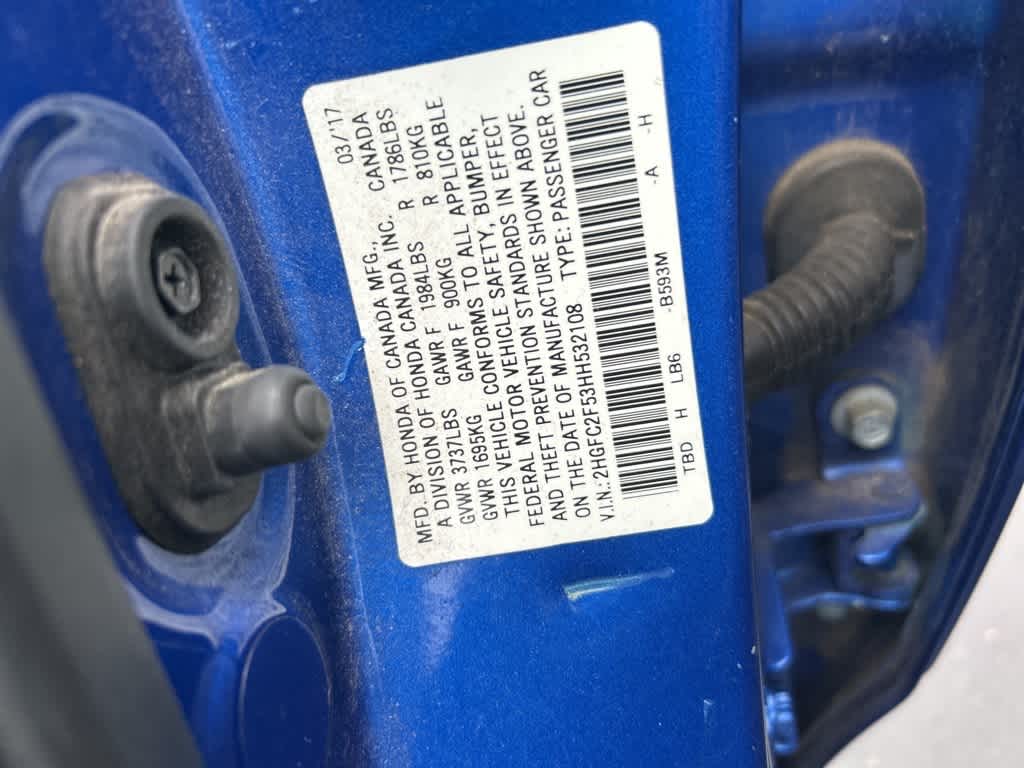 03/'17
MFD. BY HONDA OF CANADA MFG., CANADA
A DIVISION OF HONDA CANADA INC.
GVWR 3737LBS GAWR F 1984LBS R 1786LBS
GVWR 1695KG GAWR F 900KG R 810KG
THIS VEHICLE CONFORMS TO ALL APPLICABLE
FEDERAL MOTOR VEHICLE SAFETY, BUMPER,
AND THEFT PREVENTION STANDARDS IN EFFECT
ON THE DATE OF MANUFACTURE SHOWN ABOVE.
V.I.N.:2HGFC2F53HH532108 TYPE: PASSENGER CAR
TBD H LB6 -B593M -A -H